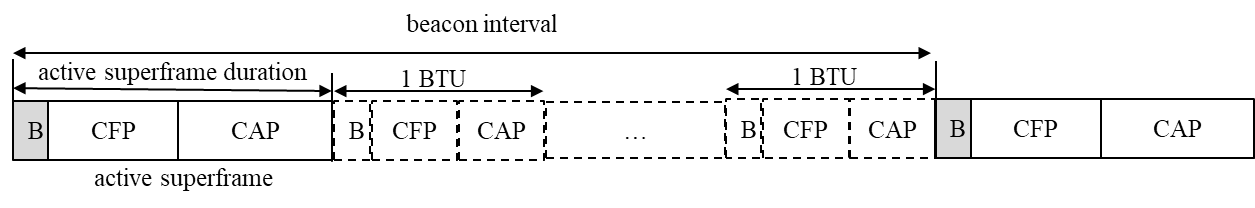 beacon interval
active superframe duration
1 BTU
1 BTU
B CFP CAP B CFP CAP … B CFP CAP B CFP CAP
active superframe